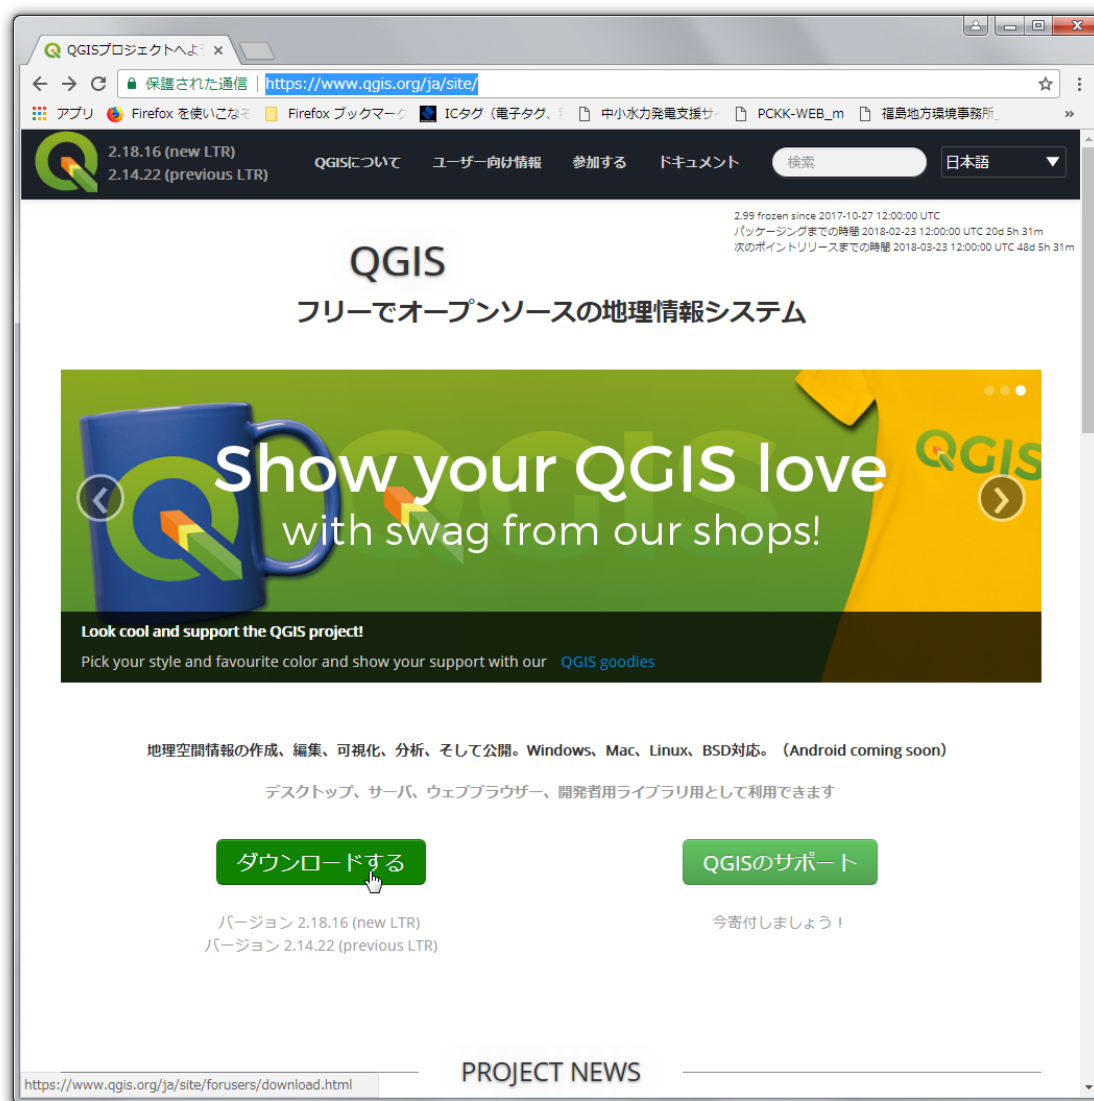 QGISプロジェクトへよ
保護された通信
https://www.qgis.org/ja/site/
アプリ
Firefox を使いこなそ
Firefox ブックマーク
ICタグ（電子タグ、
中小水力発電支援サ
PCKK-WEB_m
福島地方環境事務所_
»
2.18.16 (new LTR)
2.14.22 (previous LTR)
QGISについて
ユーザー向け情報
参加する
ドキュメント
検索
日本語
2.99 frozen since 2017-10-27 12:00:00 UTC
パッケージングまでの時間 2018-02-23 12:00:00 UTC 20d 5h 31m
次のポイントリリースまでの時間 2018-03-23 12:00:00 UTC 48d 5h 31m
QGIS
フリーでオープンソースの地理情報システム
QGIS
Show your QGIS love
with swag from our shops!
Look cool and support the QGIS project!
Pick your style and favourite color and show your support with our QGIS goodies
地理空間情報の作成、編集、可視化、分析、そして公開。Windows、Mac、Linux、BSD対応。（Android coming soon）
デスクトップ、サーバ、ウェブブラウザー、開発者用ライブラリ用として利用できます
ダウンロードする
QGISのサポート
バージョン 2.18.16 (new LTR)
バージョン 2.14.22 (previous LTR)
今寄付しましょう！
PROJECT NEWS
https://www.qgis.org/ja/site/forusers/download.html